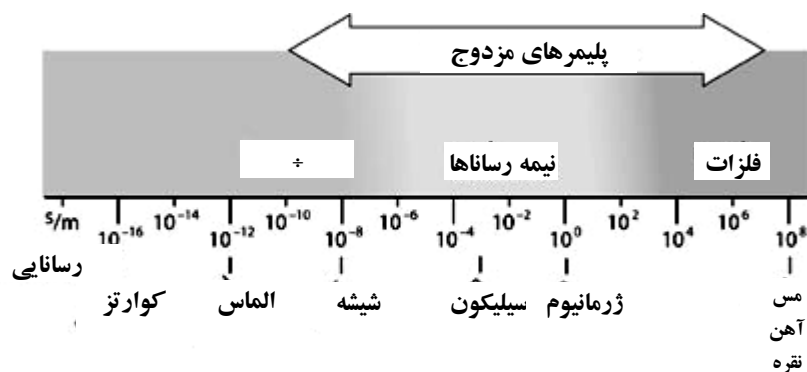 پلیمرهای مزدوج
÷ نیمه رساناها فلزات
S/m 10⁻¹⁶ 10⁻¹⁴ 10⁻¹² 10⁻¹⁰ 10⁻⁸ 10⁻⁶ 10⁻⁴ 10⁻² 10⁰ 10² 10⁴ 10⁶ 10⁸
رسانایی
کوارتز الماس شیشه سیلیکون ژرمانیوم مس
آهن
نقره